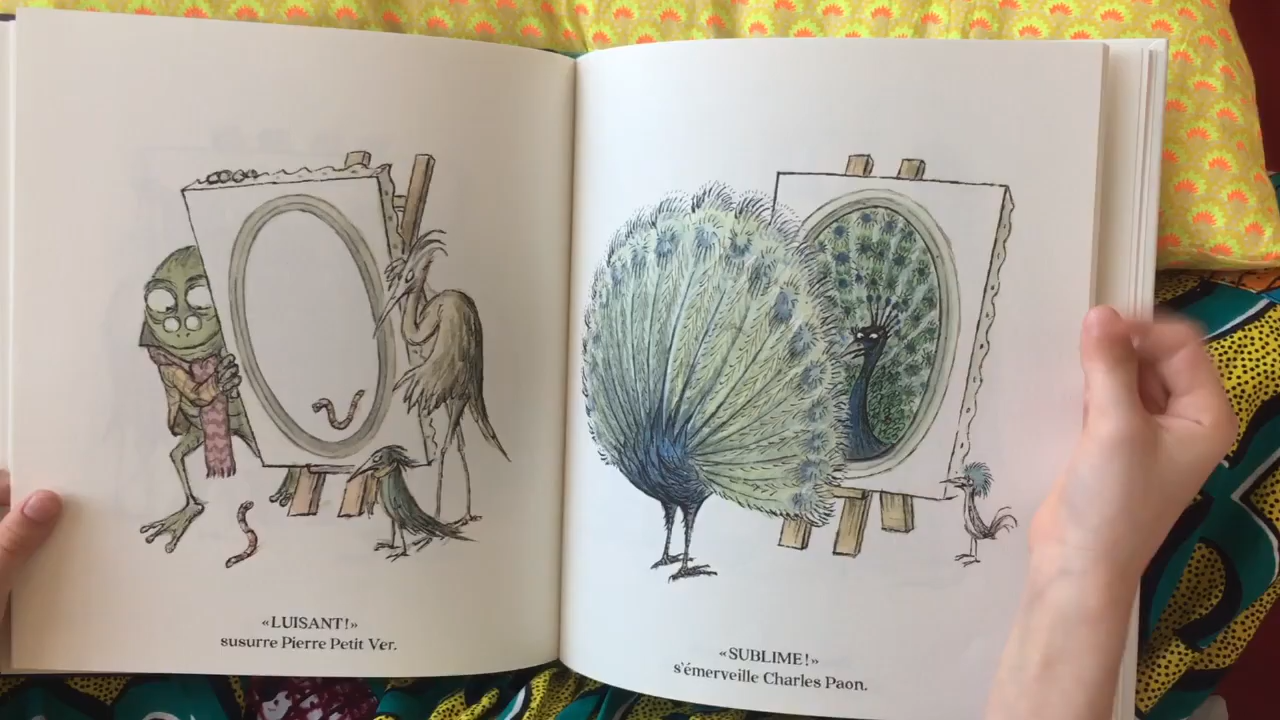 «LUISANT!»
susurre Pierre Petit Ver.
«SUBLIME!»
s'émerveille Charles Paon.